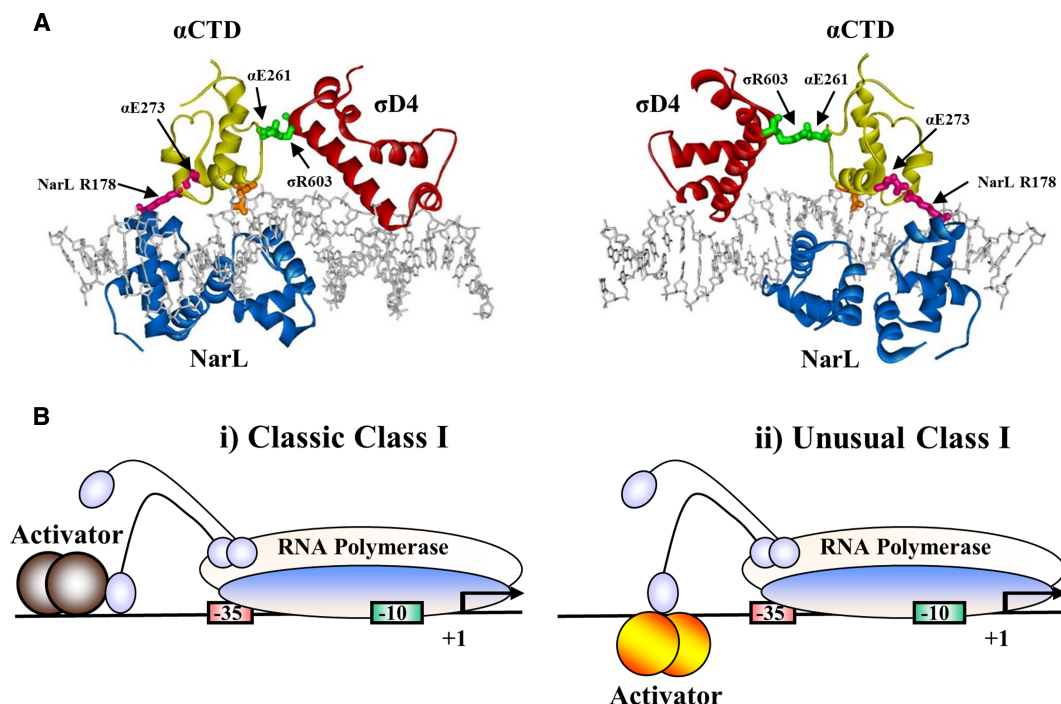 A
αCTD
αE261
αE273
σD4
NarL R178
σR603
NarL
αCTD
σR603
αE261
σD4
αE273
NarL R178
NarL
B
i) Classic Class I
Activator
RNA Polymerase
-35
-10
+1
ii) Unusual Class I
RNA Polymerase
-35
-10
+1
Activator